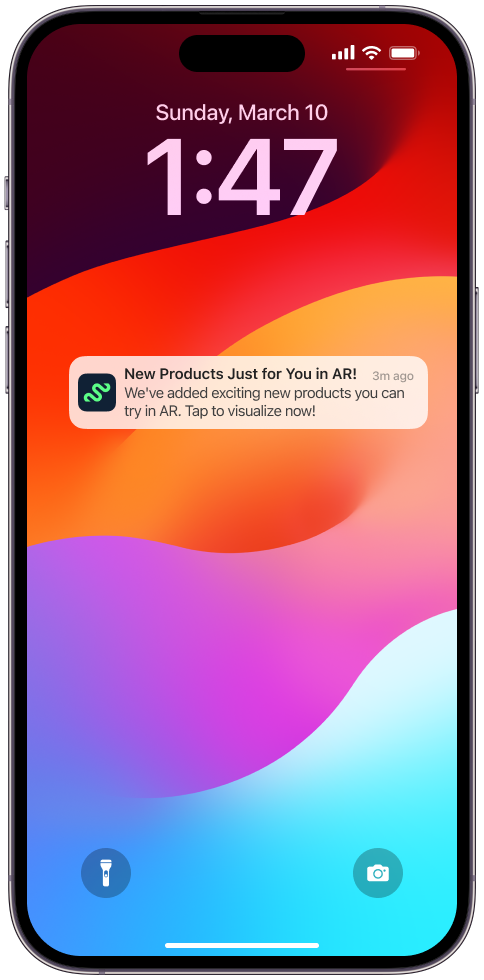 Sunday, March 10
1:47
New Products Just for You in AR! 3m ago
We've added exciting new products you can
try in AR. Tap to visualize now!